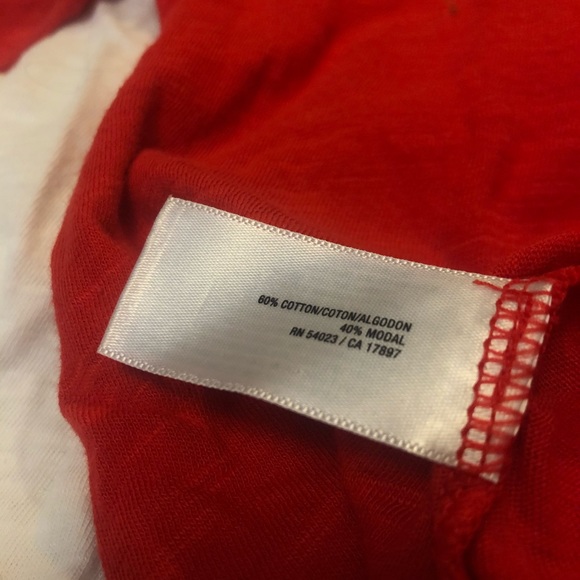 60% COTTON/COTON/ALGODON
40% MODAL
RN 54023 / CA 17897